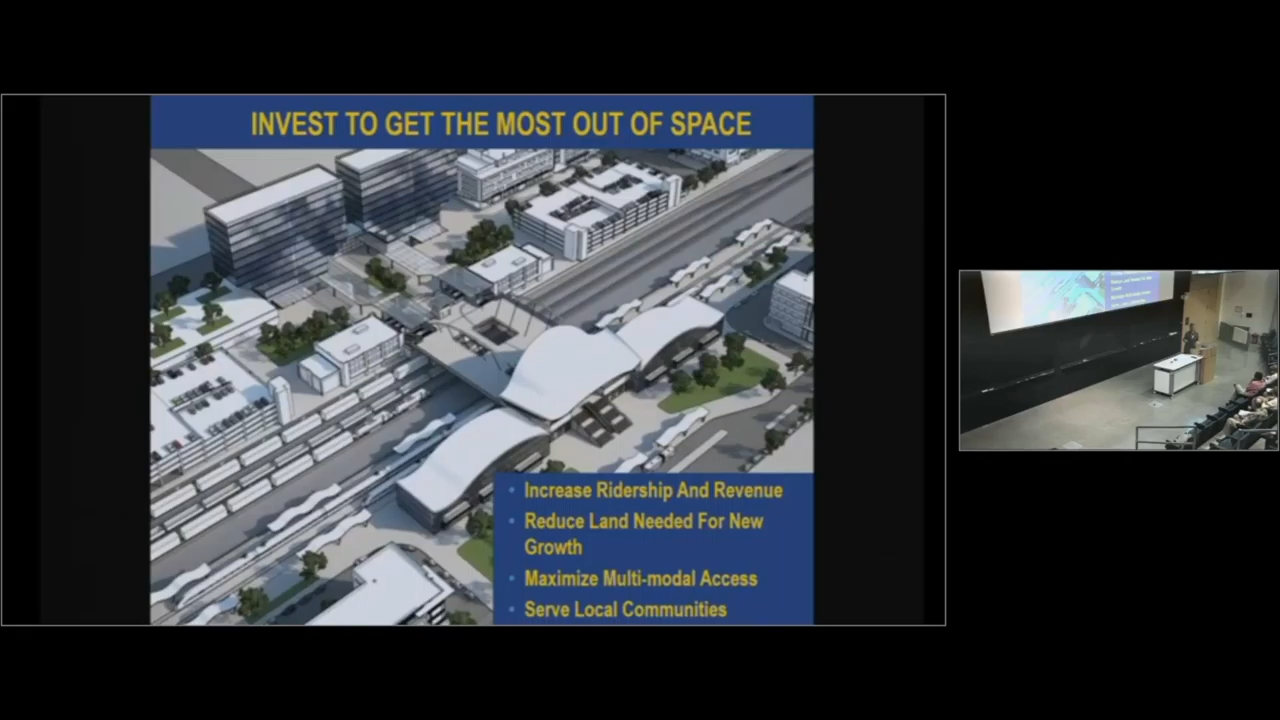 INVEST TO GET THE MOST OUT OF SPACE
• Increase Ridership And Revenue
• Reduce Land Needed For New
Growth
• Maximize Multi-modal Access
• Serve Local Communities